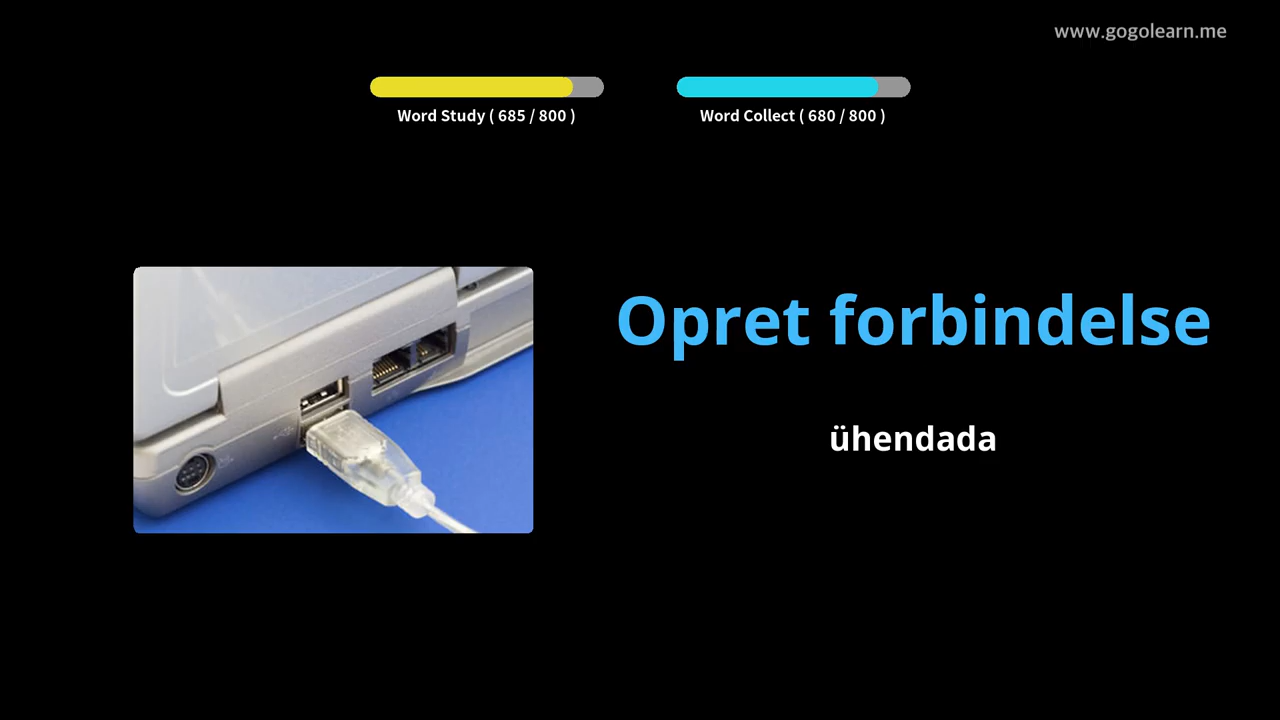 www.gogolearn.me
Word Study ( 685 / 800 )
Word Collect ( 680 / 800 )
Opret forbindelse
ühendada